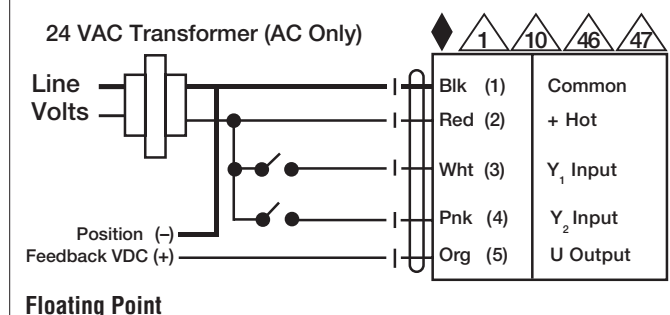 24 VAC Transformer (AC Only)
1 10 46 47
Line
Volts
Blk (1) Common
Red (2) + Hot
Wht (3) Y1 Input
Pnk (4) Y2 Input
Position (–)
Feedback VDC (+)
Org (5) U Output
Floating Point